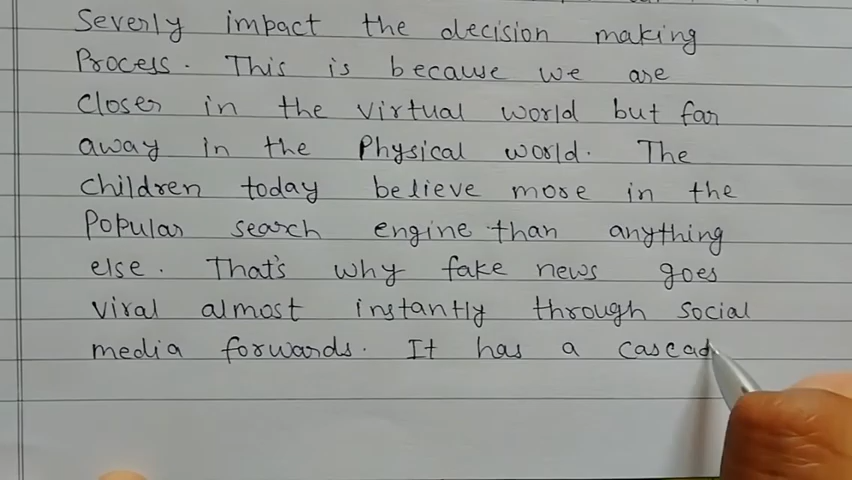 Severly impact the decision making
Process. This is because we are
closer in the virtual world but far
away in the Physical world. The
children today believe more in the
Popular search engine than anything
else. That's why fake news goes
viral almost instantly through social
media forwards. It has a cascad